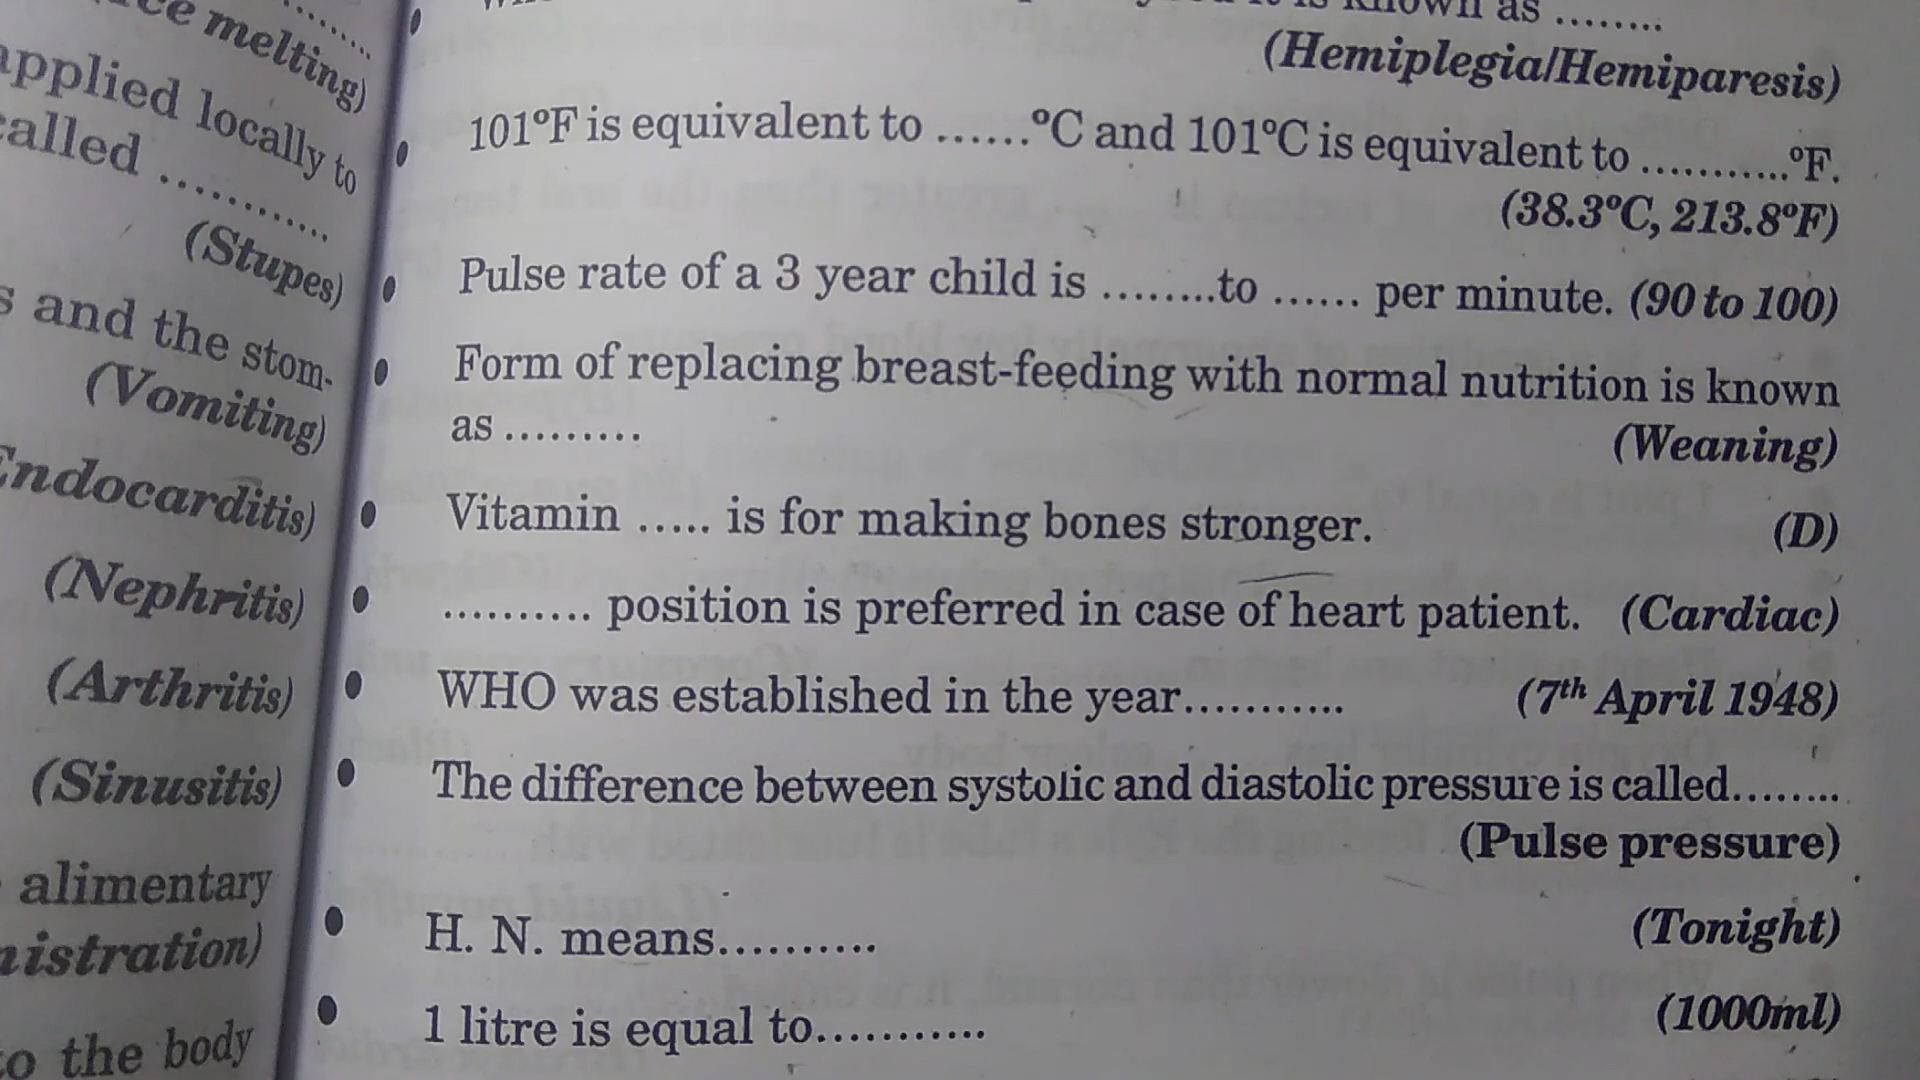 melting)
applied locally to
called ...........
(Stupes)
and the stom-
(Vomiting)
Endocarditis)
(Nephritis)
(Arthritis)
(Sinusitis)
alimentary
to the body
is known as ........
(Hemiplegia/Hemiparesis)
• 101°F is equivalent to ......°C and 101°C is equivalent to ...........°F.
(38.3°C, 213.8°F)
• Pulse rate of a 3 year child is ........to ...... per minute. (90 to 100)
• Form of replacing breast-feeding with normal nutrition is known
as .........
(Weaning)
• Vitamin ..... is for making bones stronger. (D)
• .......... position is preferred in case of heart patient. (Cardiac)
• WHO was established in the year........... (7th April 1948)
• The difference between systolic and diastolic pressure is called........
(Pulse pressure)
• H. N. means.......... (Tonight)
• 1 litre is equal to........... (1000ml)